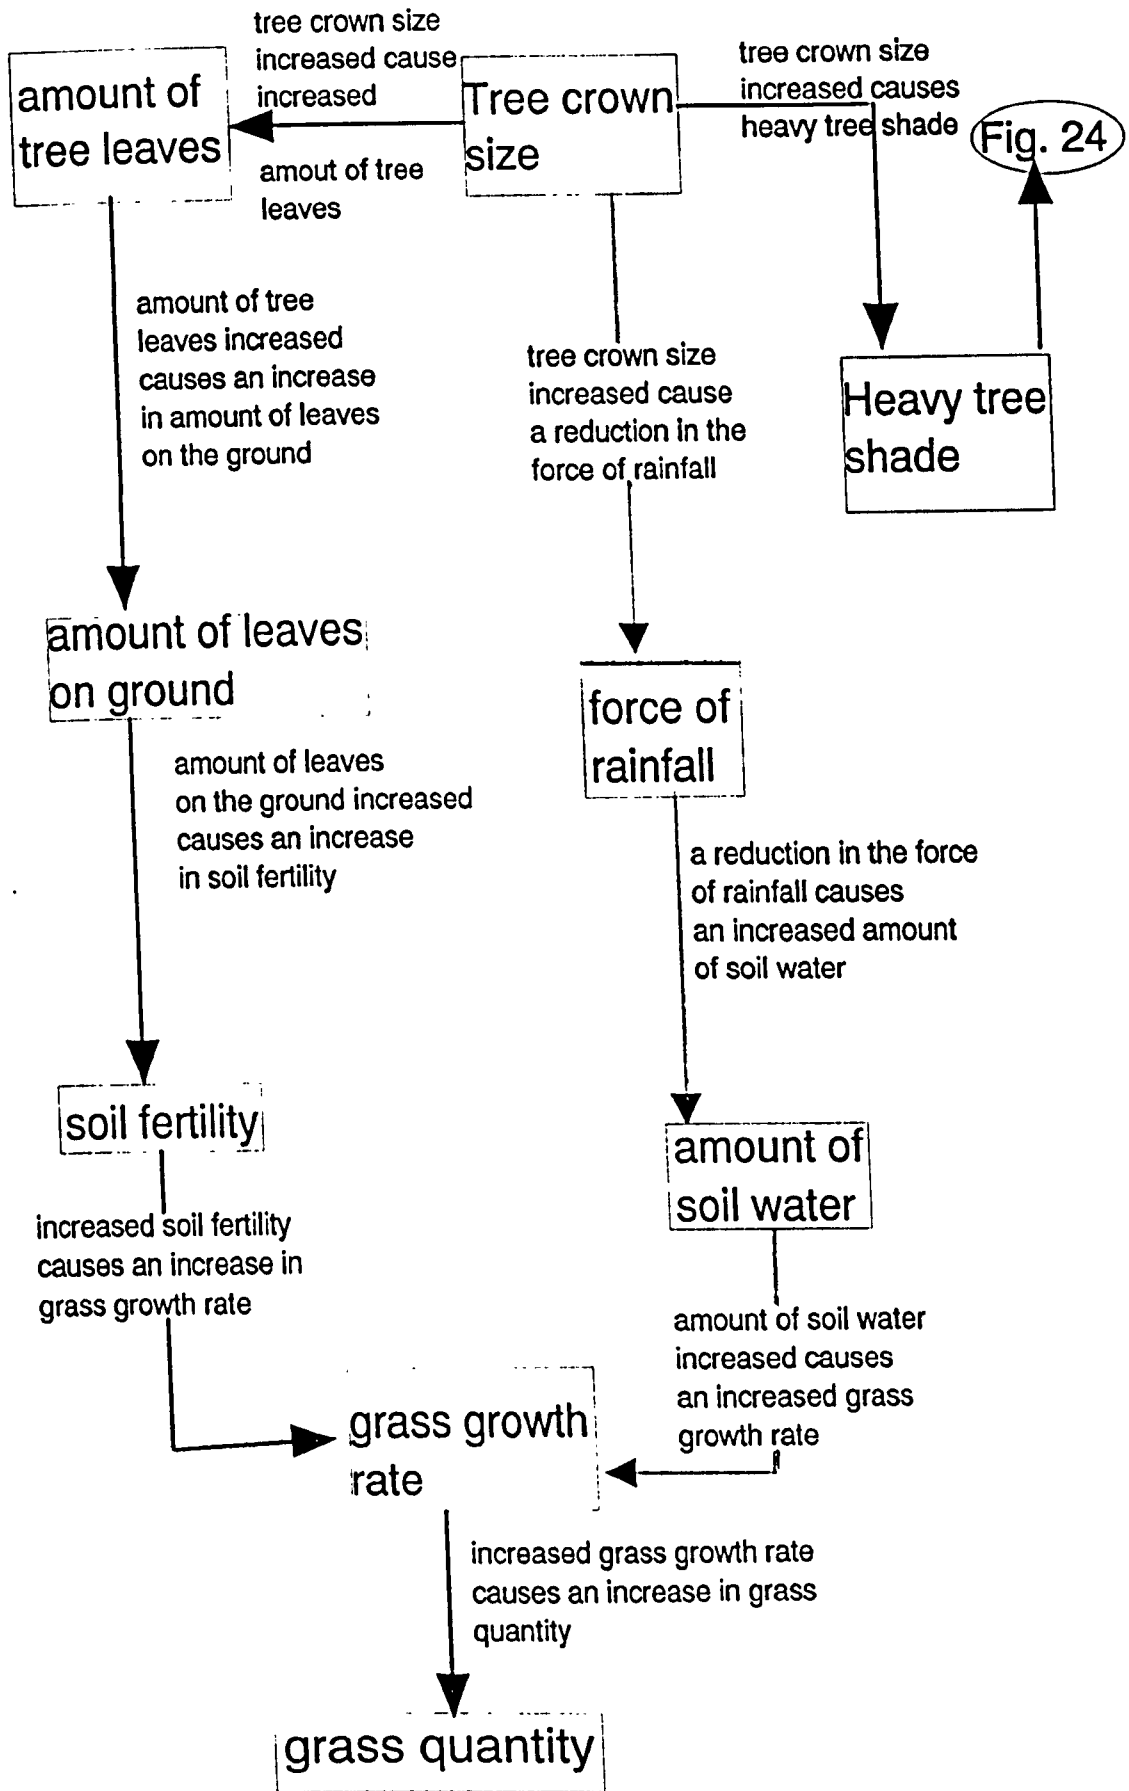 tree crown size
increased cause
increased
amout of tree
leaves
amount of
tree leaves
Tree crown
size
tree crown size
increased causes
heavy tree shade
Fig. 24
amount of tree
leaves increased
causes an increase
in amount of leaves
on the ground
tree crown size
increased cause
a reduction in the
force of rainfall
Heavy tree
shade
amount of leaves
on ground
force of
rainfall
amount of leaves
on the ground increased
causes an increase
in soil fertility
a reduction in the force
of rainfall causes
an increased amount
of soil water
soil fertility
amount of
soil water
increased soil fertility
causes an increase in
grass growth rate
amount of soil water
increased causes
an increased grass
growth rate
grass growth
rate
increased grass growth rate
causes an increase in grass
quantity
grass quantity